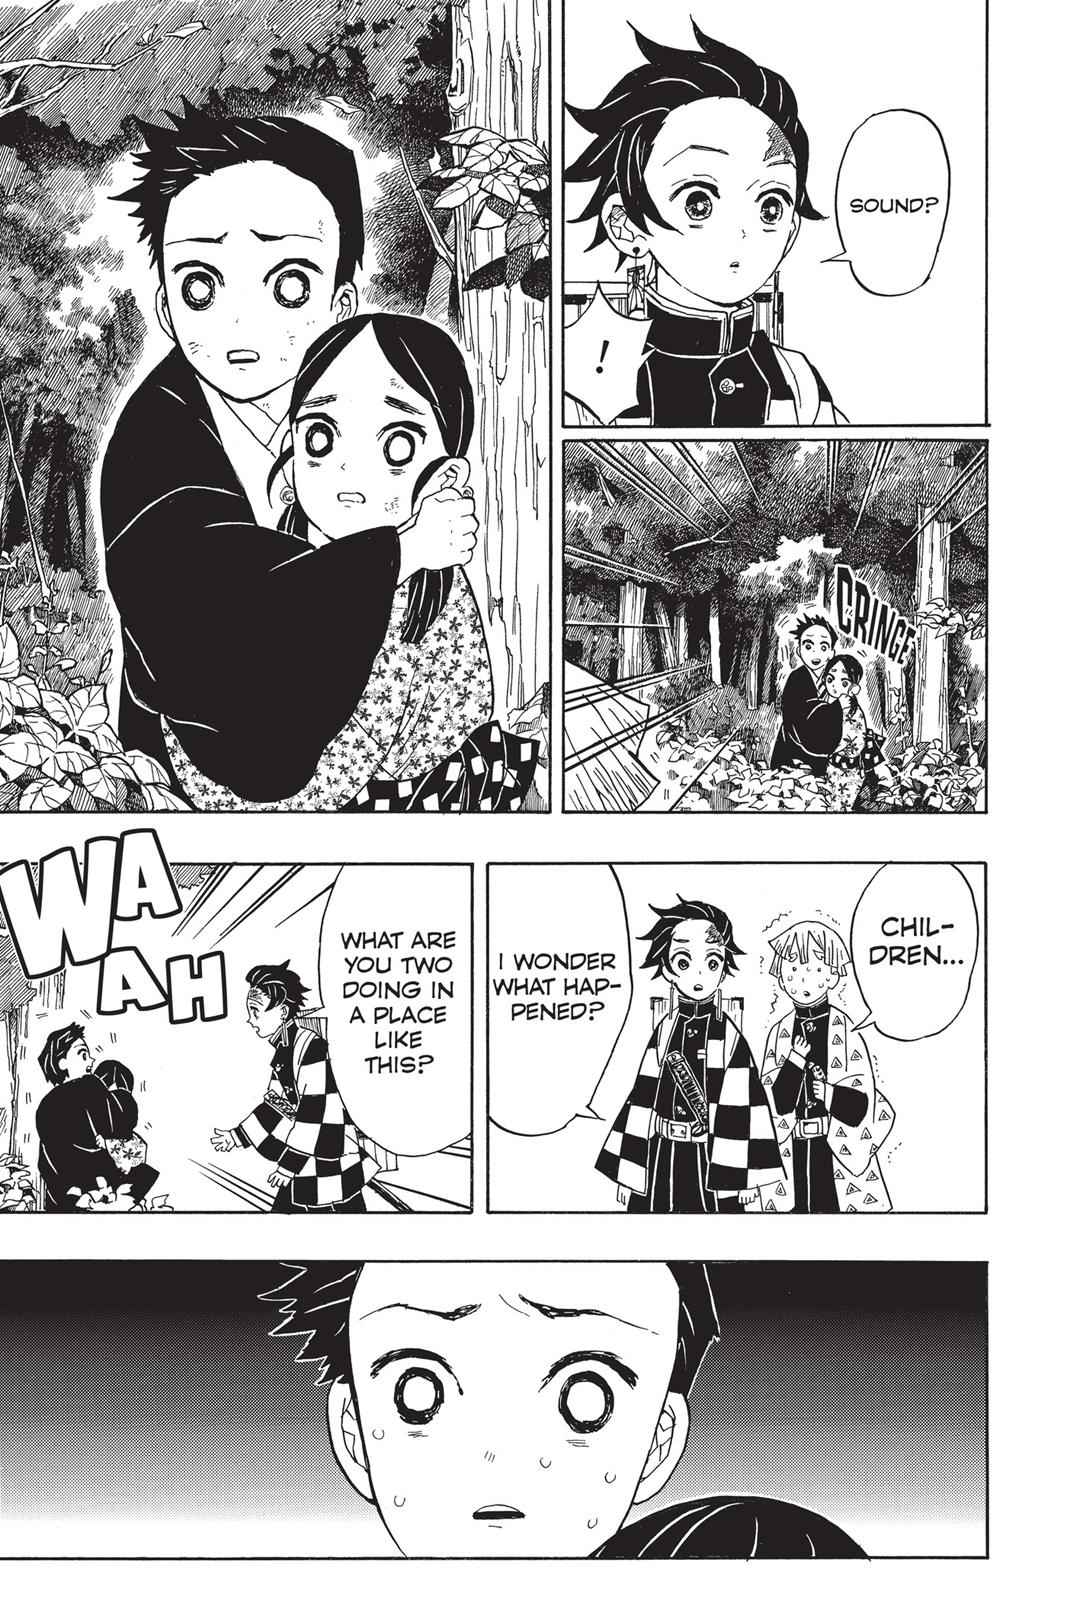 SOUND?
!
CRINGE
CHIL-
DREN...
I WONDER
WHAT HAP-
PENED?
WHAT ARE
YOU TWO
DOING IN
A PLACE
LIKE
THIS?
WA
AH